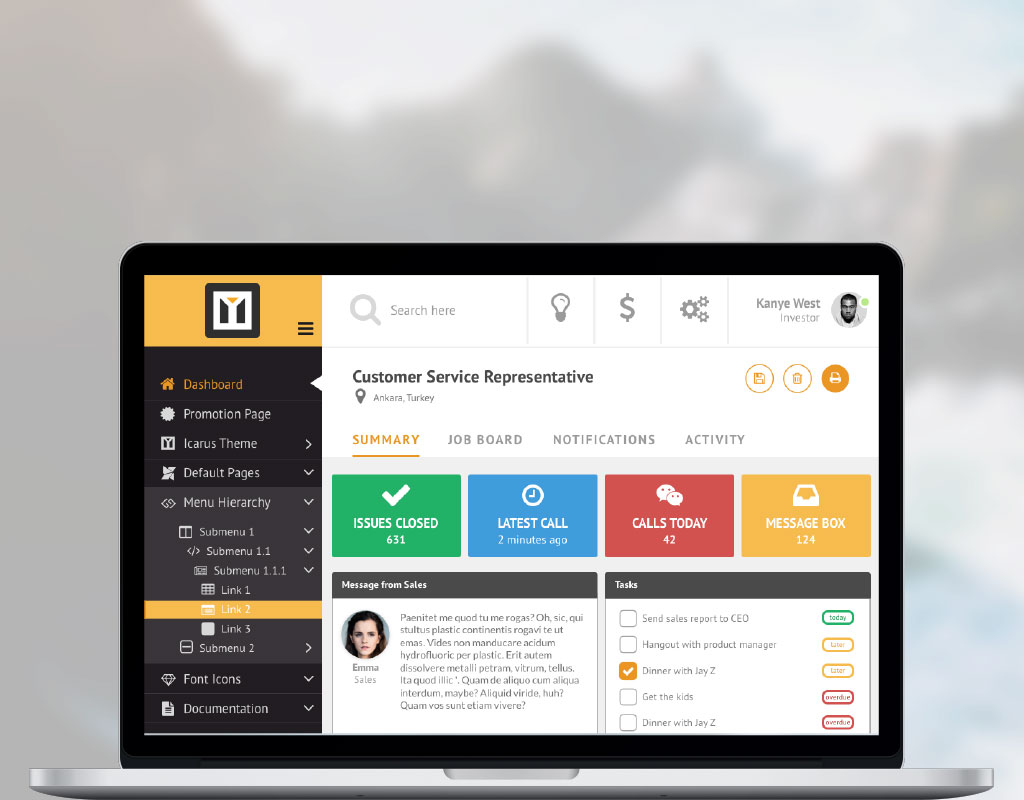 Search here
Kanye West
Investor
Dashboard
Promotion Page
Icarus Theme
Default Pages
Menu Hierarchy
Submenu 1
Submenu 1.1
Submenu 1.1.1
Link 1
Link 2
Link 3
Submenu 2
Font Icons
Documentation
Customer Service Representative
Ankara, Turkey
SUMMARY JOB BOARD NOTIFICATIONS ACTIVITY
ISSUES CLOSED
631
LATEST CALL
2 minutes ago
CALLS TODAY
42
MESSAGE BOX
124
Message from Sales
Emma
Sales
Paenitet me quod tu me rogas? Oh, sic, qui
stultus plastic continentis rogavi te ut
emas. Vides non manducare acidum
hydrofluoric per plastic. Erit autem
dissolvere metalli petram, vitrum, tellus.
Ita quod illic '. Quam de aliquo cum aliqua
interdum, maybe? Aliquid viride, huh?
Quam vos sunt etiam vivere?
Tasks
Send sales report to CEO today
Hangout with product manager later
Dinner with Jay Z later
Get the kids overdue
Dinner with Jay Z overdue